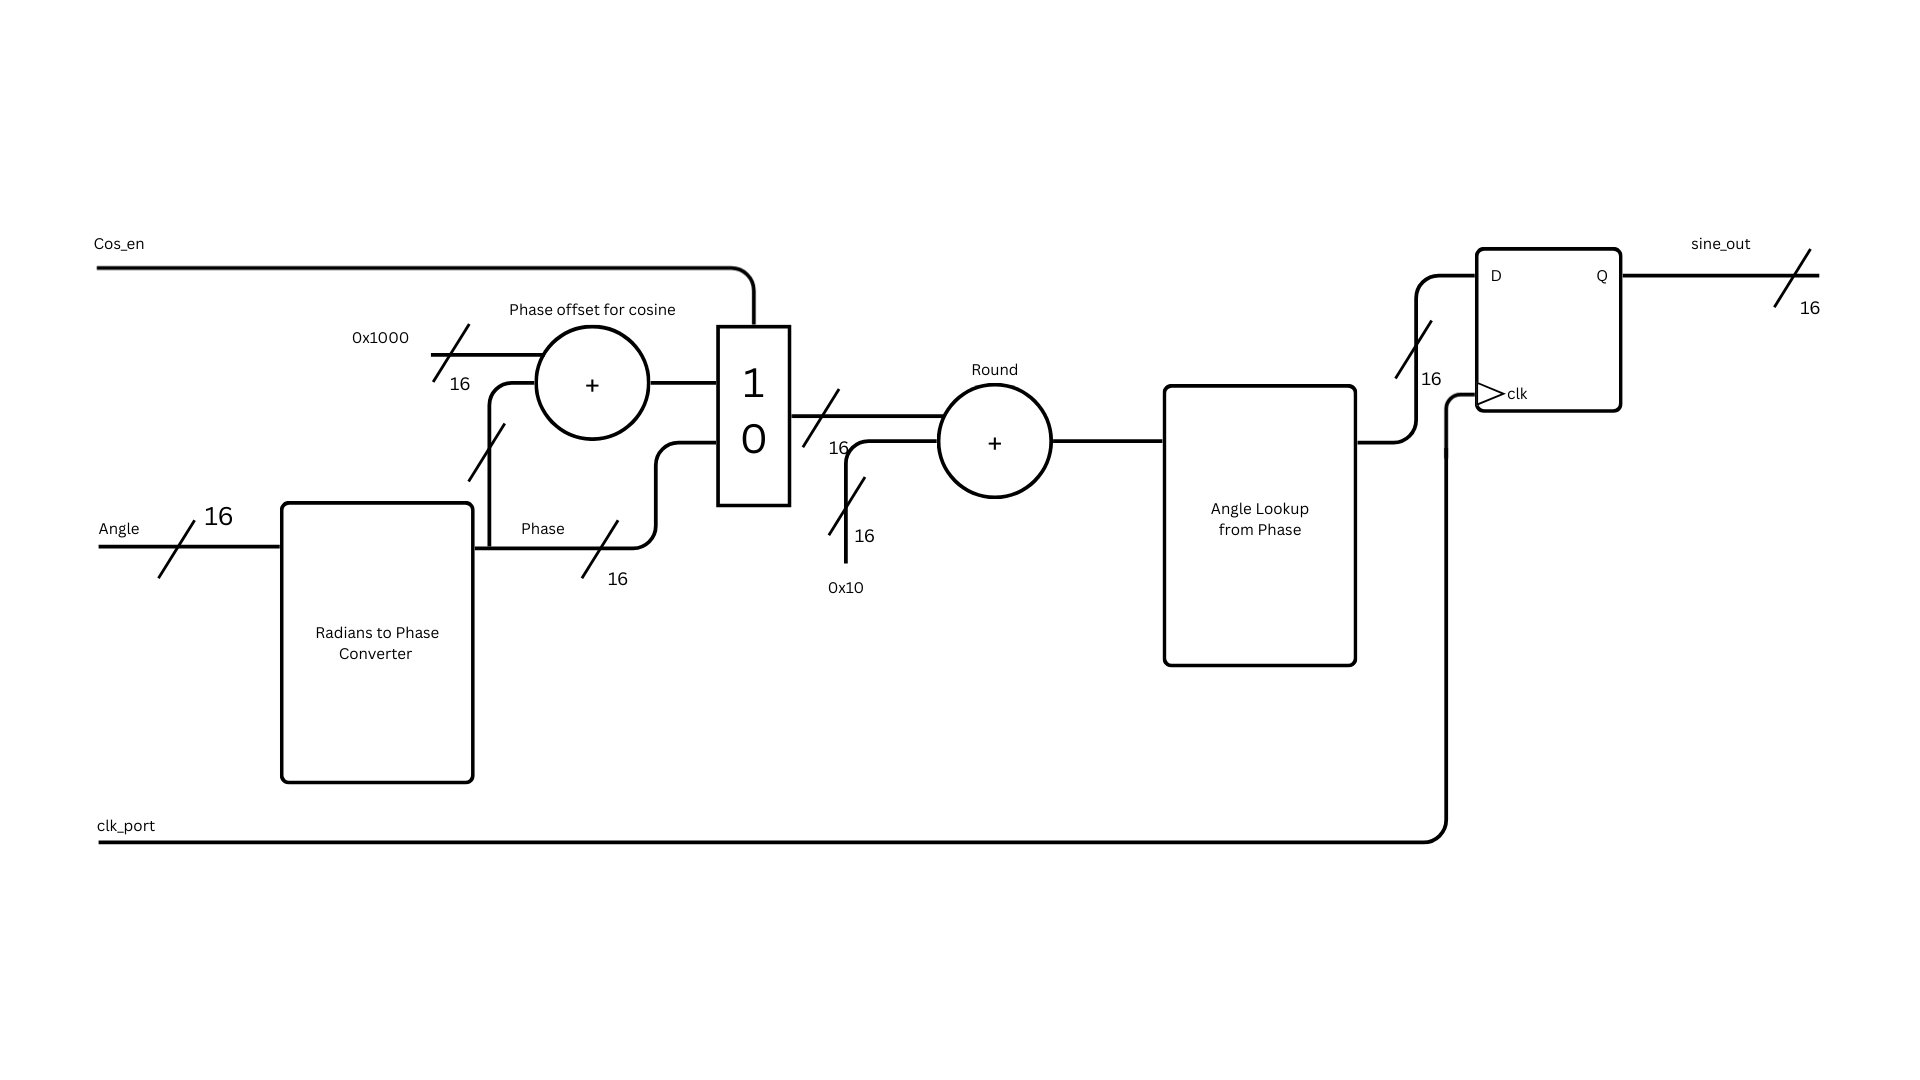 Cos_en
sine_out
D
Q
16
Phase offset for cosine
0x1000
16
+
1
0
Round
16
clk
16
+
16
Angle
Phase
Angle Lookup
from Phase
16
16
0x10
Radians to Phase
Converter
clk_port